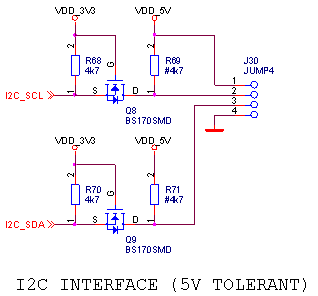 VDD_3V3 VDD_5V
2 2
R68 R69 J30
4k7 #4k7 JUMP4
G
1
I2C_SCL 1 S D 1 2
3
Q8 4
BS170SMD
VDD_3V3 VDD_5V
2 2
R70 R71
4k7 #4k7
G
I2C_SDA 1 S D 1
Q9
BS170SMD
I2C INTERFACE (5V TOLERANT)